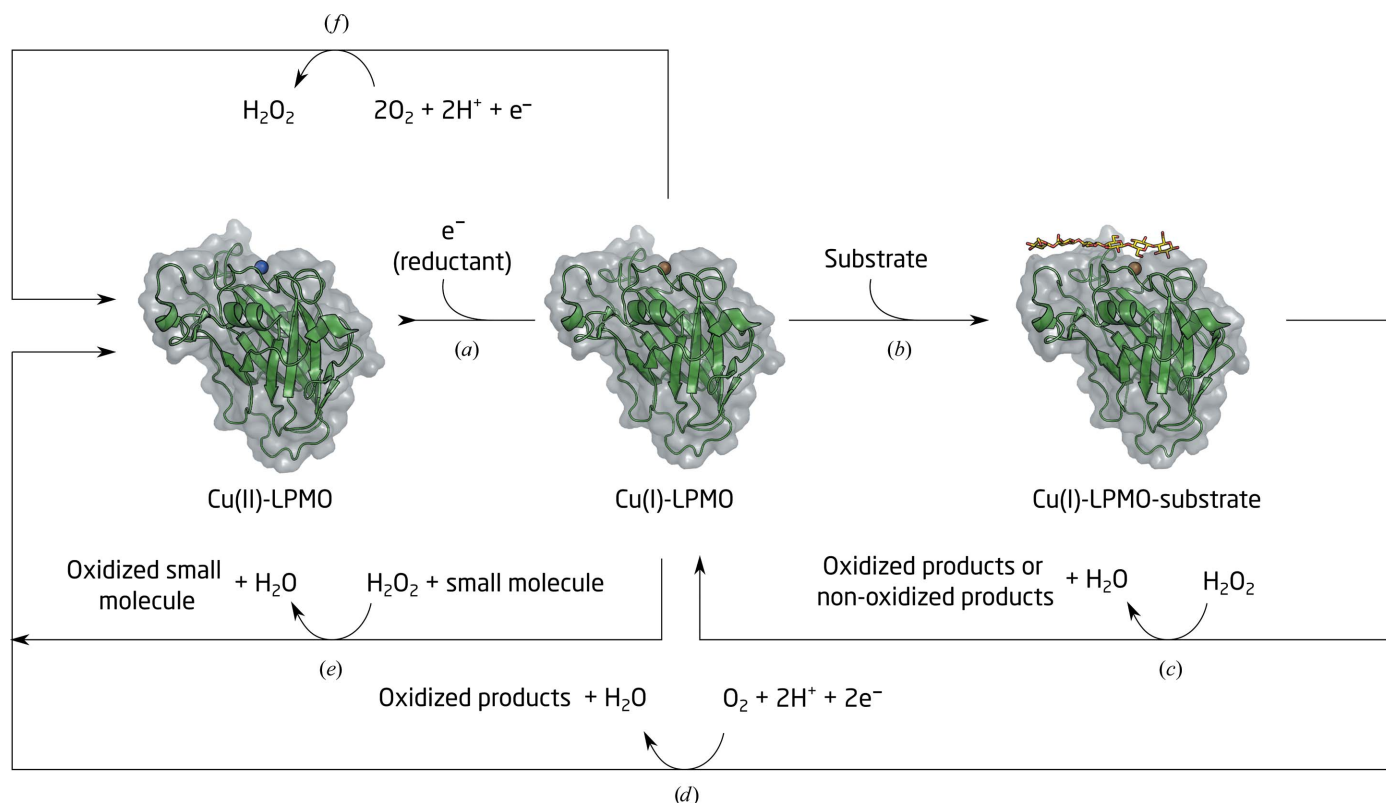 (f)
H₂O₂
2O₂ + 2H⁺ + e⁻
e⁻
(reductant)
Substrate
(a)
(b)
Cu(II)-LPMO
Cu(I)-LPMO
Cu(I)-LPMO-substrate
Oxidized small
molecule
+ H₂O
H₂O₂ + small molecule
Oxidized products or
non-oxidized products
+ H₂O
H₂O₂
(e)
(c)
Oxidized products + H₂O
O₂ + 2H⁺ + 2e⁻
(d)